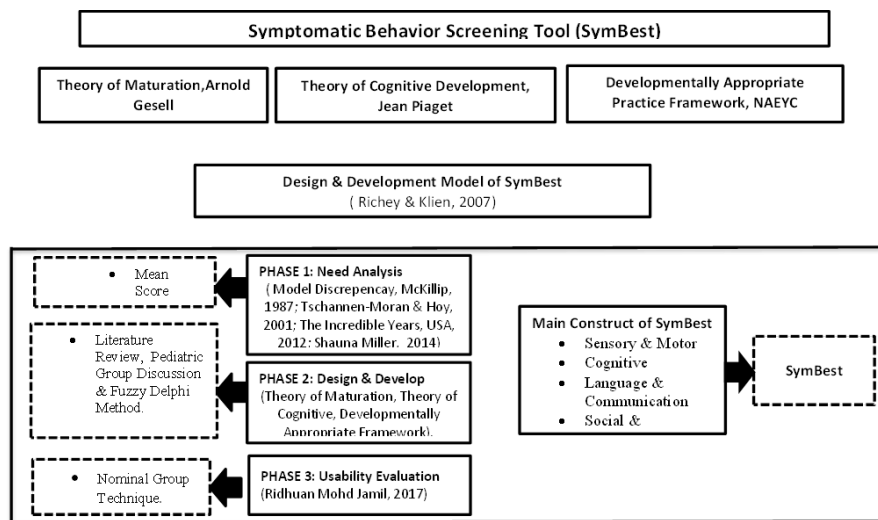 Symptomatic Behavior Screening Tool (SymBest)
Theory of Maturation,Arnold
Gesell
Theory of Cognitive Development,
Jean Piaget
Developmentally Appropriate
Practice Framework, NAEYC
Design & Development Model of SymBest
( Richey & Klien, 2007)
• Mean
Score
PHASE 1: Need Analysis
( Model Discrepencay, McKillip,
1987; Tschannen-Moran & Hoy,
2001; The Incredible Years, USA,
2012; Shauna Miller. 2014)
• Literature
Review, Pediatric
Group Discussion
& Fuzzy Delphi
Method.
PHASE 2: Design & Develop
(Theory of Maturation, Theory of
Cognitive, Developmentally
Appropriate Framework).
• Nominal Group
Technique.
PHASE 3: Usability Evaluation
(Ridhuan Mohd Jamil, 2017)
Main Construct of SymBest
• Sensory & Motor
• Cognitive
• Language &
Communication
• Social &
SymBest